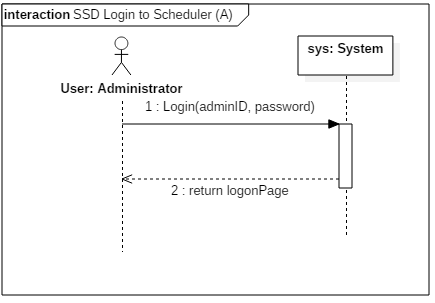 interaction SSD Login to Scheduler (A)
sys: System
User: Administrator
1 : Login(adminID, password)
2 : return logonPage